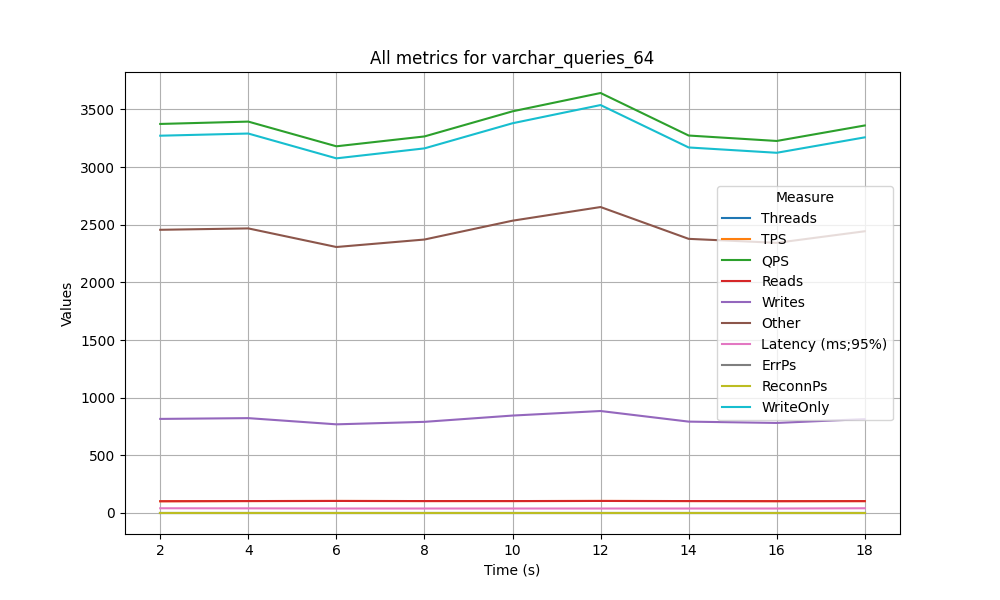 All metrics for varchar_queries_64
Values
3500
3000
2500
2000
1500
1000
500
0
2 4 6 8 10 12 14 16 18
Time (s)
Measure
Threads
TPS
QPS
Reads
Writes
Other
Latency (ms;95%)
ErrPs
ReconnPs
WriteOnly